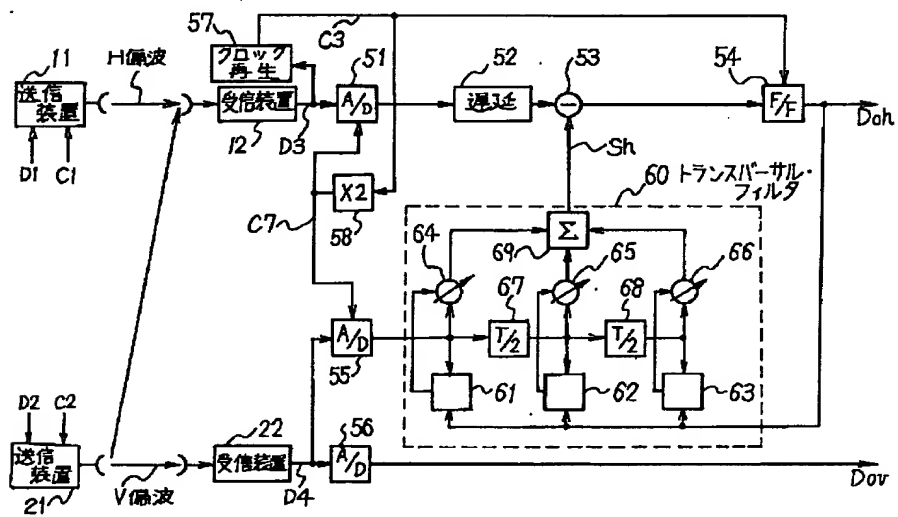 57
クロック
再生
C3
11
H偏波
送信
装置
D1
C1
受信装置
12
D3
51
A/D
52
遅延
53
−
54
F/F
Doh
Sh
X2
58
C7
60 トランスバーサル・
フィルタ
Σ
69
64
65
66
67
T/2
68
T/2
A/D
55
61
62
63
D2
C2
送信
装置
21
V偏波
22
受信装置
D4
56
A/D
Dov